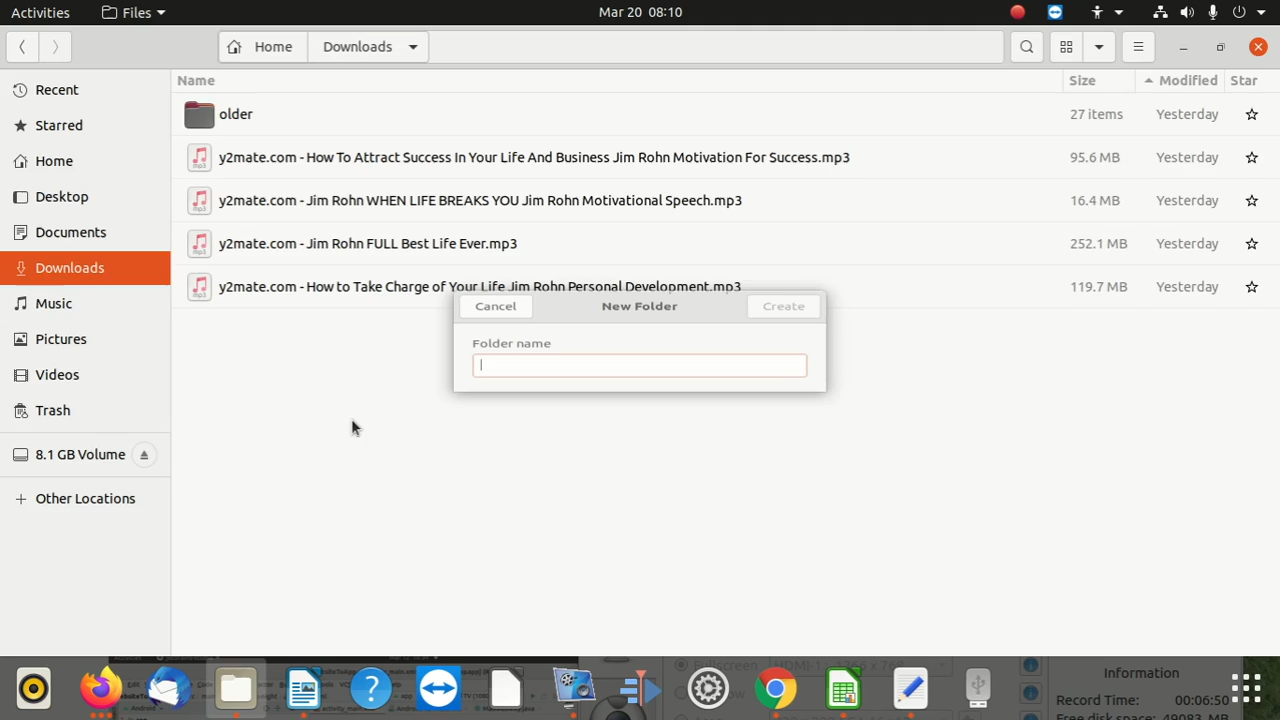 Activities Files Mar 20 08:10
Home Downloads
Name Size Modified Star
Recent
Starred
Home
Desktop
Documents
Downloads
Music
Pictures
Videos
Trash
8.1 GB Volume
Other Locations
older 27 items Yesterday
y2mate.com - How To Attract Success In Your Life And Business Jim Rohn Motivation For Success.mp3 95.6 MB Yesterday
y2mate.com - Jim Rohn WHEN LIFE BREAKS YOU Jim Rohn Motivational Speech.mp3 16.4 MB Yesterday
y2mate.com - Jim Rohn FULL Best Life Ever.mp3 252.1 MB Yesterday
y2mate.com - How to Take Charge of Your Life Jim Rohn Personal Development.mp3 119.7 MB Yesterday
Cancel New Folder Create
Folder name
Fullscreen HDMI-1 - 1366 x 768
Information
Record Time: 00:06:50